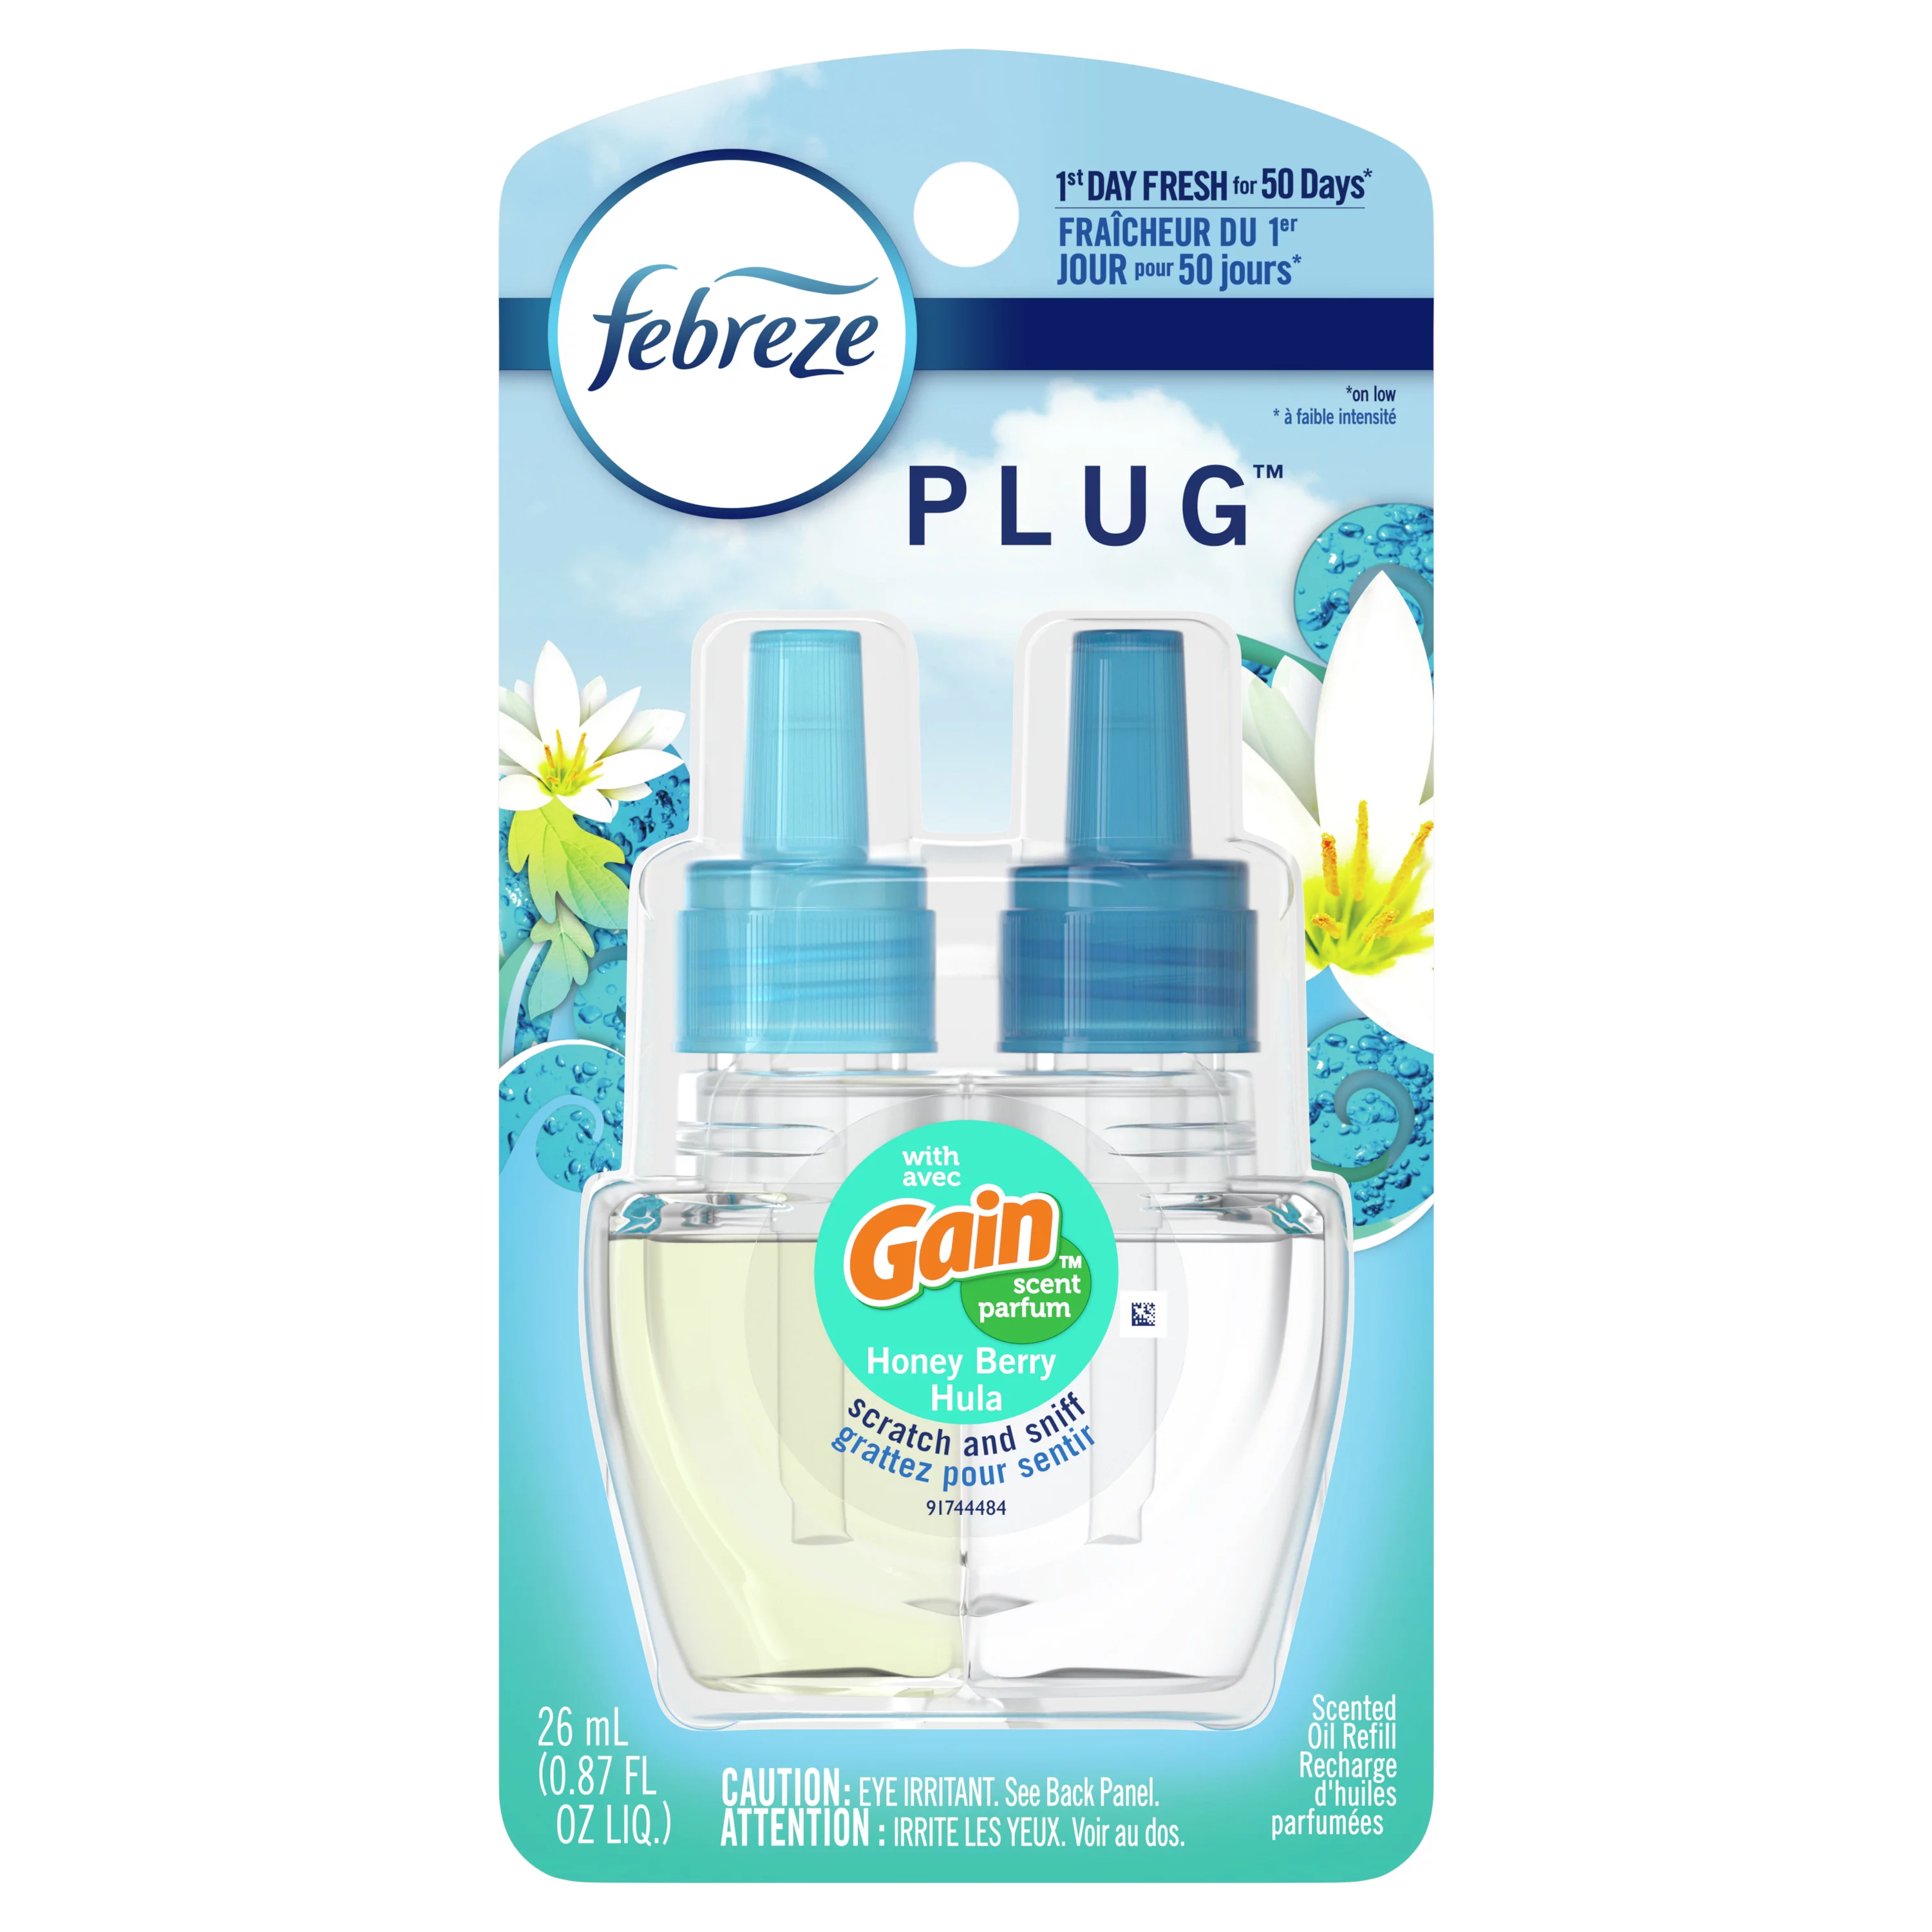 febreze
1st DAY FRESH for 50 Days*
FRAÎCHEUR DU 1er
JOUR pour 50 jours*
*on low
* à faible intensité
PLUG™
with
avec
Gain™
scent
parfum
Honey Berry
Hula
scratch and sniff
grattez pour sentir
91744484
26 mL
(0.87 FL
OZ LIQ.)
CAUTION: EYE IRRITANT. See Back Panel.
ATTENTION : IRRITE LES YEUX. Voir au dos.
Scented
Oil Refill
Recharge
d'huiles
parfumées